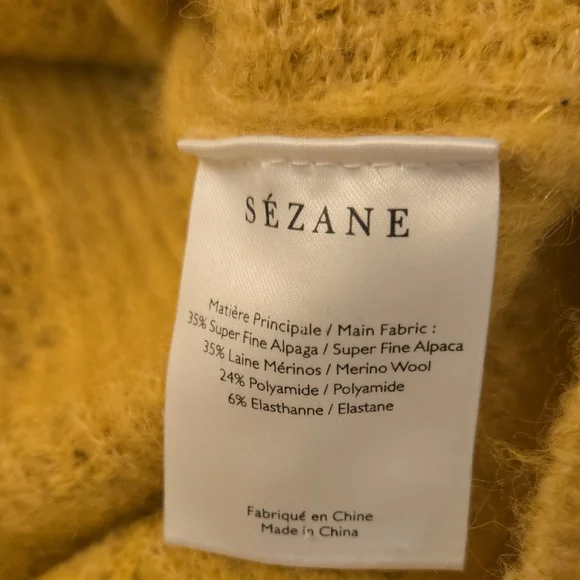 SÉZANE
Matière Principale / Main Fabric :
35% Super Fine Alpaga / Super Fine Alpaca
35% Laine Mérinos / Merino Wool
24% Polyamide / Polyamide
6% Elasthanne / Elastane
Fabriqué en Chine
Made in China